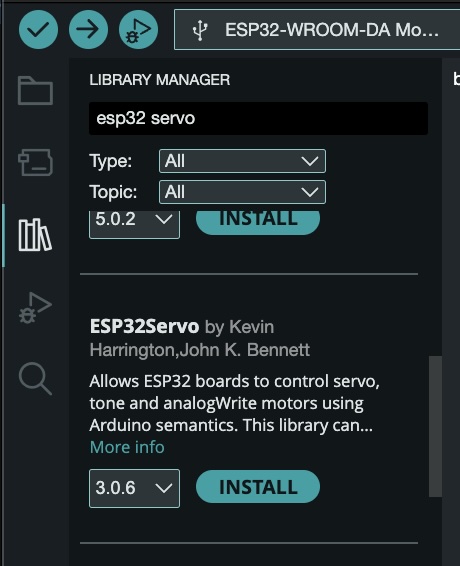 ESP32-WROOM-DA Mo...
LIBRARY MANAGER
esp32 servo
Type: All
Topic: All
5.0.2 INSTALL
ESP32Servo by Kevin
Harrington,John K. Bennett
Allows ESP32 boards to control servo,
tone and analogWrite motors using
Arduino semantics. This library can...
More info
3.0.6 INSTALL